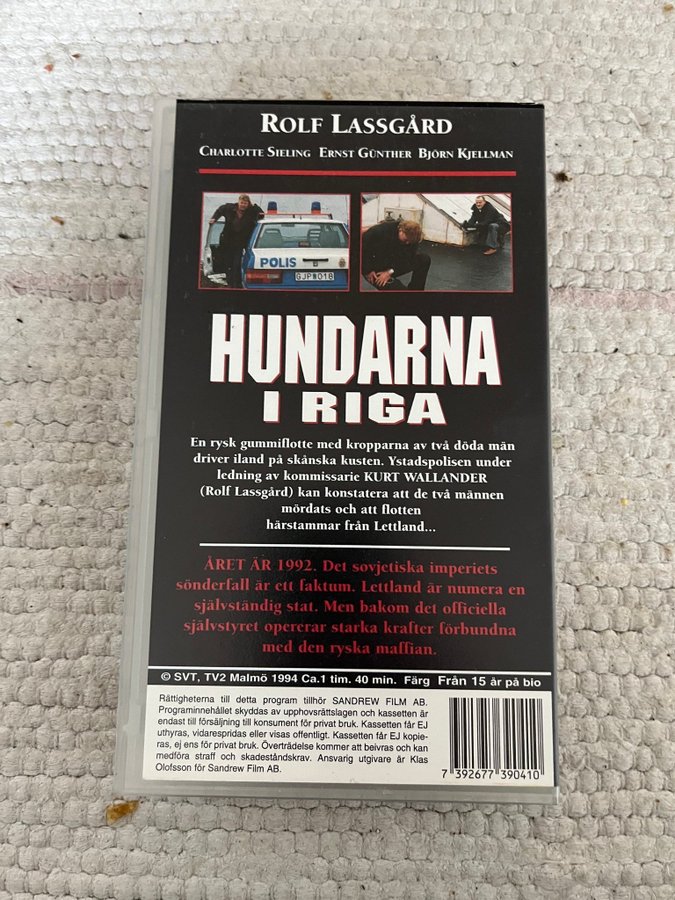 ROLF LASSGÅRD
CHARLOTTE SIELING ERNST GÜNTHER BJÖRN KJELLMAN
POLIS
GJP 018
HUNDARNA
I RIGA
En rysk gummiflotte med kropparna av två döda män
driver iland på skånska kusten. Ystadspolisen under
ledning av kommissarie KURT WALLANDER
(Rolf Lassgård) kan konstatera att de två männen
mördats och att flotten
härstammar från Lettland...
ÅRET ÄR 1992. Det sovjetiska imperiets
sönderfall är ett faktum. Lettland är numera en
självständig stat. Men bakom det officiella
självstyret opererar starka krafter förbundna
med den ryska maffian.
© SVT, TV2 Malmö 1994 Ca.1 tim. 40 min. Färg Från 15 år på bio
Rättigheterna till detta program tillhör SANDREW FILM AB.
Programinnehållet skyddas av upphovsrättslagen och kassetten är
endast till försäljning till konsument för privat bruk. Kassetten får EJ
uthyras, vidarespridas eller visas offentligt. Kassetten får EJ kopie-
ras, ej ens för privat bruk. Överträdelse kommer att beivras och kan
medföra straff och skadeståndskrav. Ansvarig utgivare är Klas
Olofsson för Sandrew Film AB.
7 392677 390410